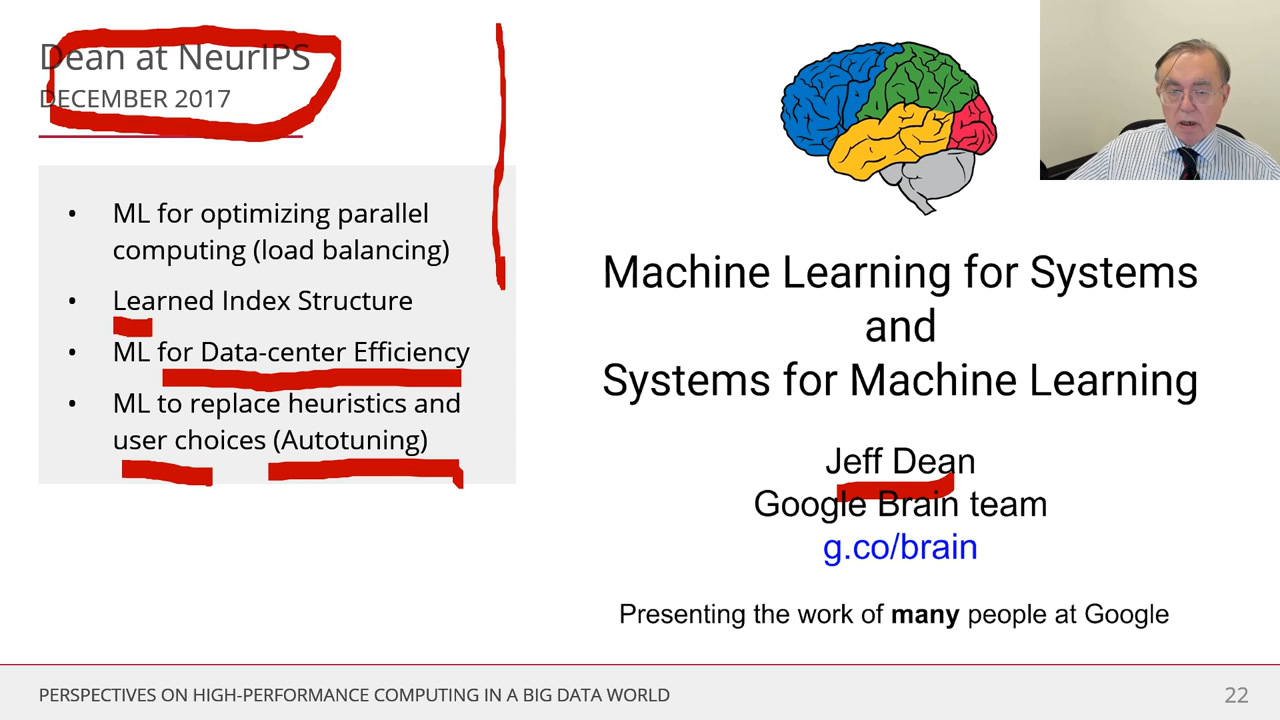 Dean at NeurIPS
DECEMBER 2017
• ML for optimizing parallel
computing (load balancing)
• Learned Index Structure
• ML for Data-center Efficiency
• ML to replace heuristics and
user choices (Autotuning)
Machine Learning for Systems
and
Systems for Machine Learning
Jeff Dean
Google Brain team
g.co/brain
Presenting the work of many people at Google
PERSPECTIVES ON HIGH-PERFORMANCE COMPUTING IN A BIG DATA WORLD
22